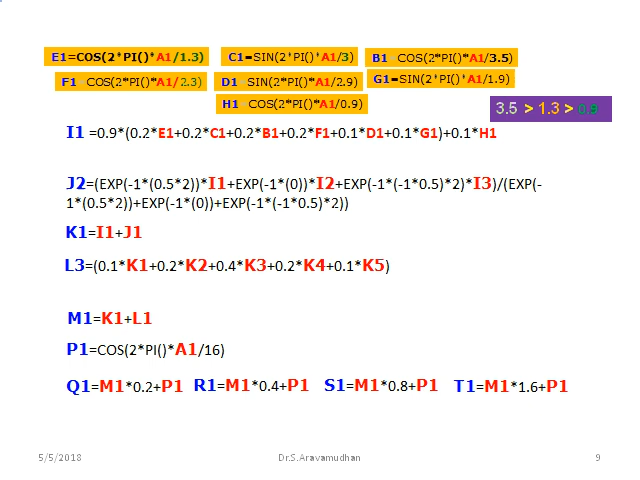 E1=COS(2*PI()*A1/1.3) C1=SIN(2*PI()*A1/3) B1 COS(2*PI()*A1/3.5)
F1 COS(2*PI()*A1/2.3) D1 SIN(2*PI()*A1/2.9) G1=SIN(2*PI()*A1/1.9)
H1 COS(2*PI()*A1/0.9)
3.5 > 1.3 > 0.9
I1 =0.9*(0.2*E1+0.2*C1+0.2*B1+0.2*F1+0.1*D1+0.1*G1)+0.1*H1
J2=(EXP(-1*(0.5*2))*I1+EXP(-1*(0))*I2+EXP(-1*(-1*0.5)*2)*I3)/(EXP(-
1*(0.5*2))+EXP(-1*(0))+EXP(-1*(-1*0.5)*2))
K1=I1+J1
L3=(0.1*K1+0.2*K2+0.4*K3+0.2*K4+0.1*K5)
M1=K1+L1
P1=COS(2*PI()*A1/16)
Q1=M1*0.2+P1 R1=M1*0.4+P1 S1=M1*0.8+P1 T1=M1*1.6+P1
5/5/2018 Dr.S.Aravamudhan 9